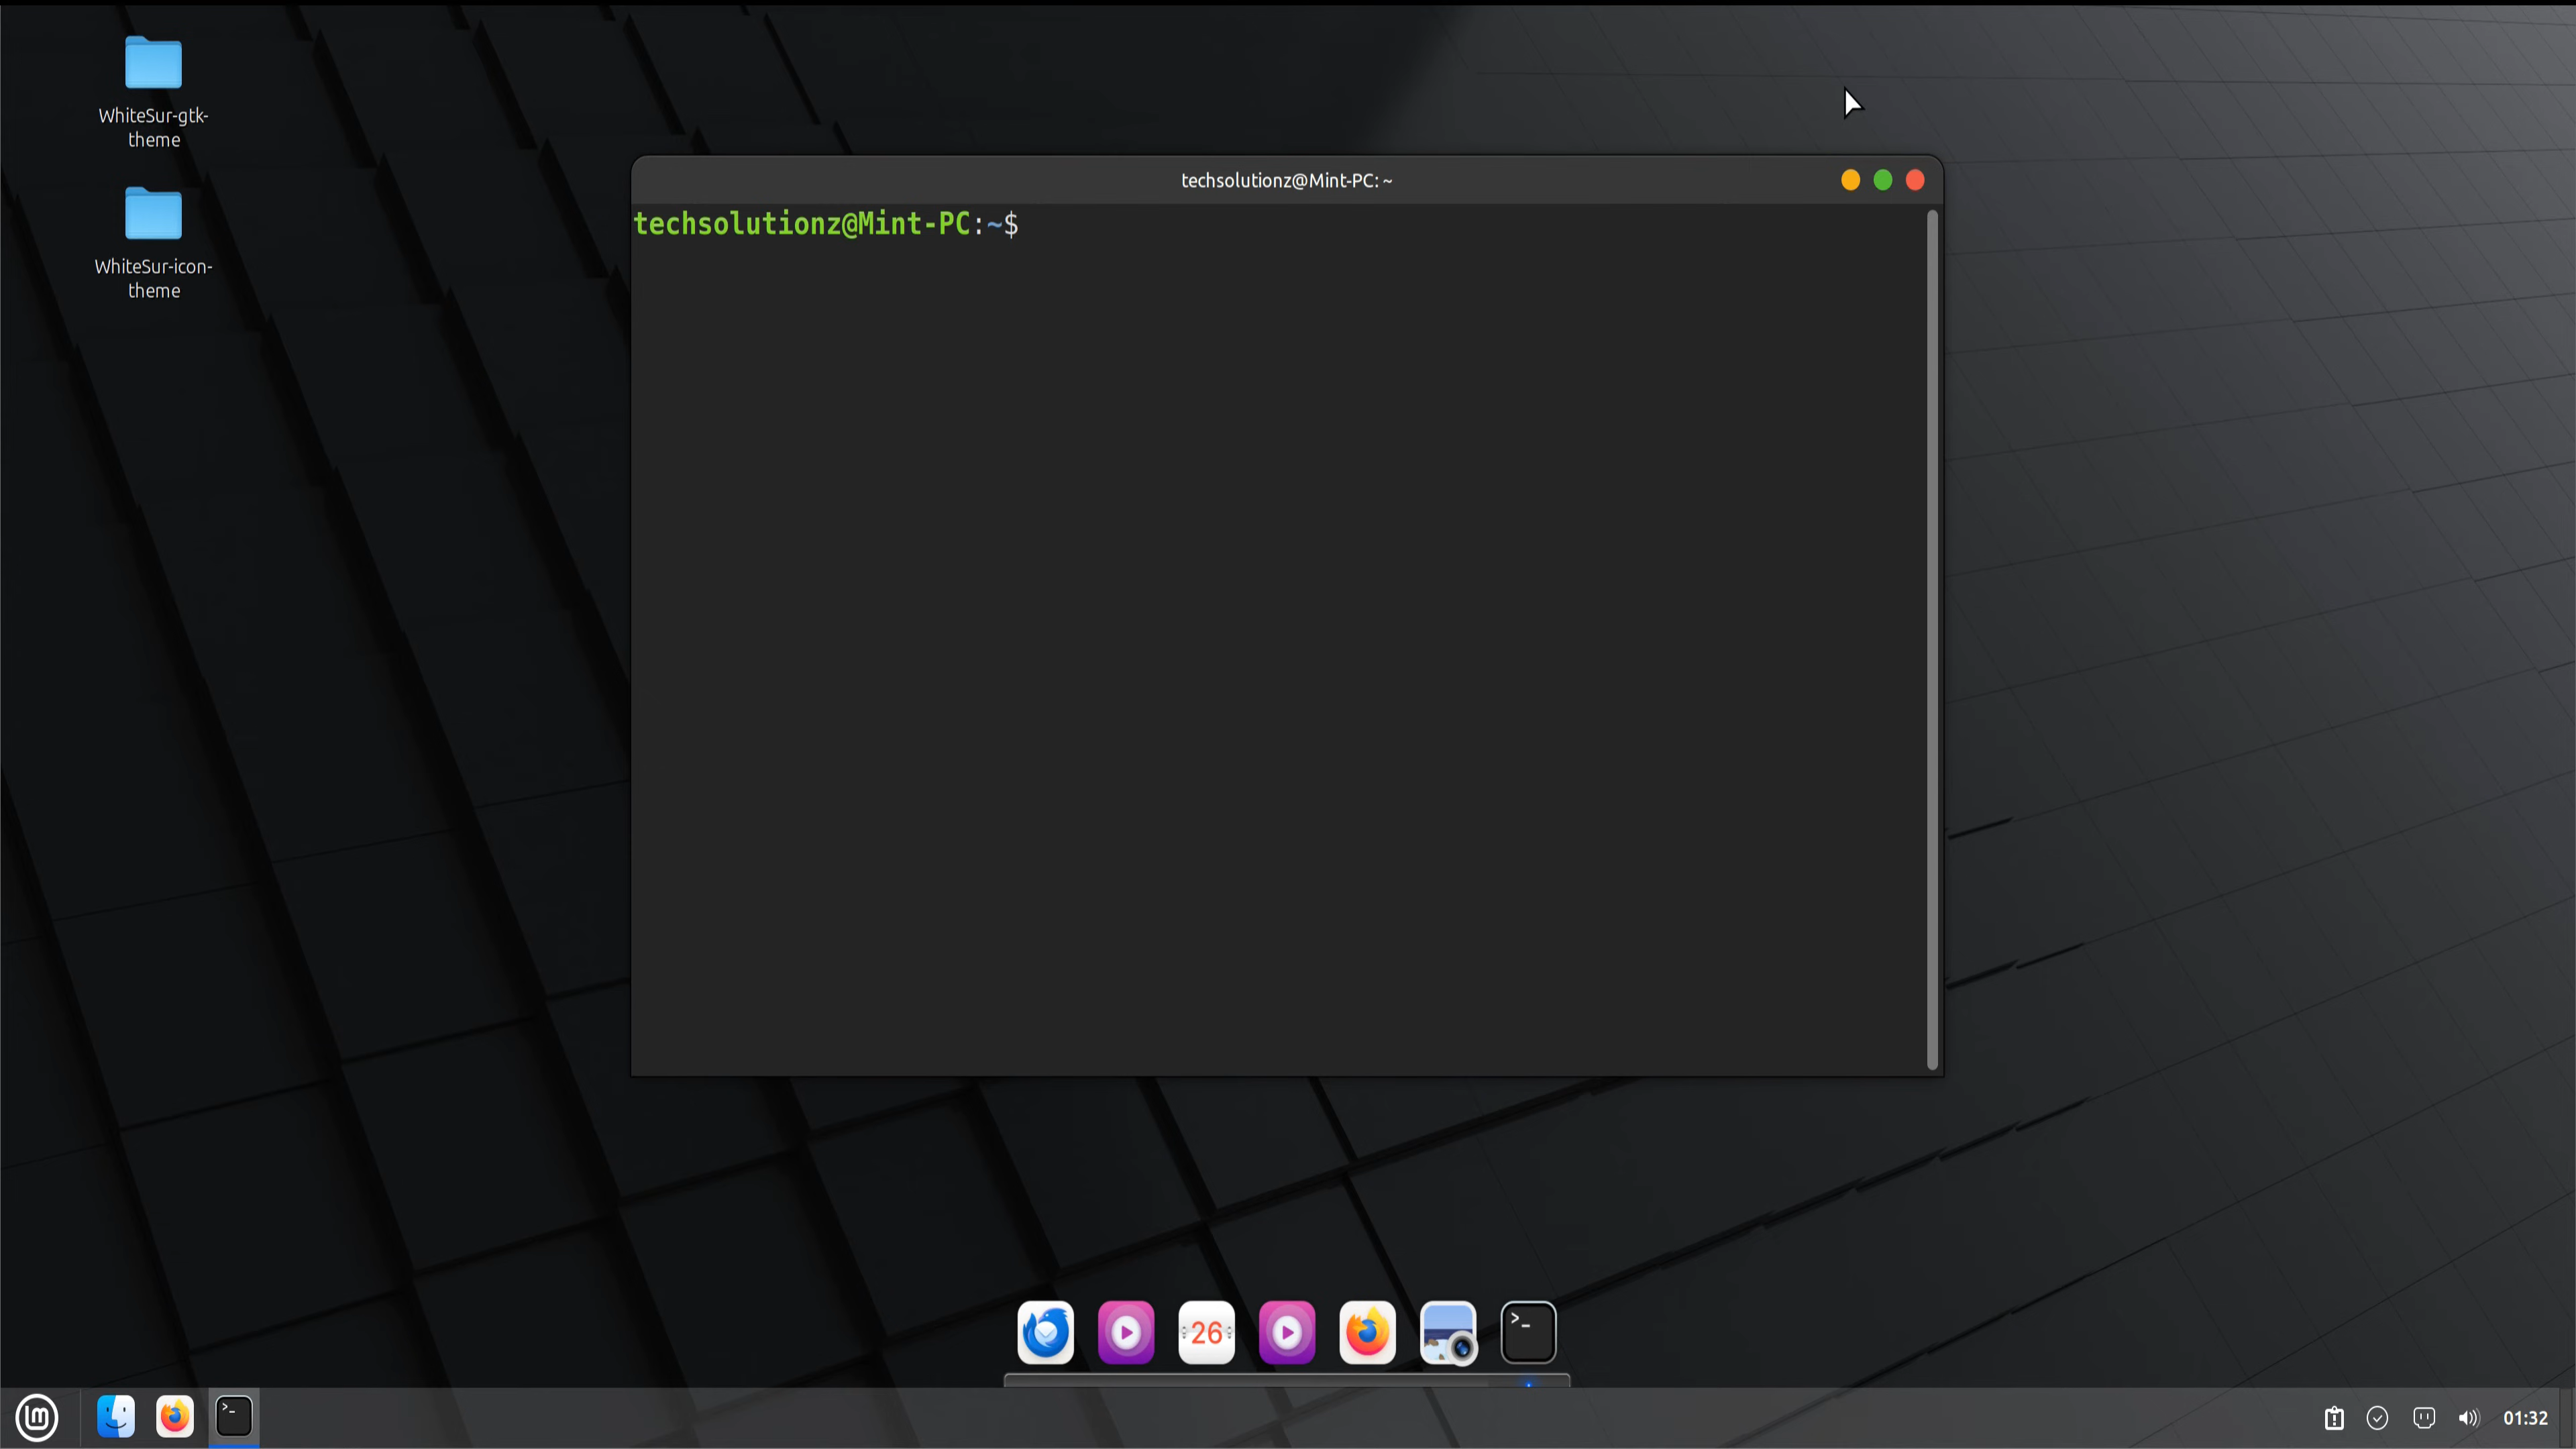 WhiteSur-gtk-
theme
WhiteSur-icon-
theme
techsolutionz@Mint-PC: ~
techsolutionz@Mint-PC:~$
26
>_
>_
01:32